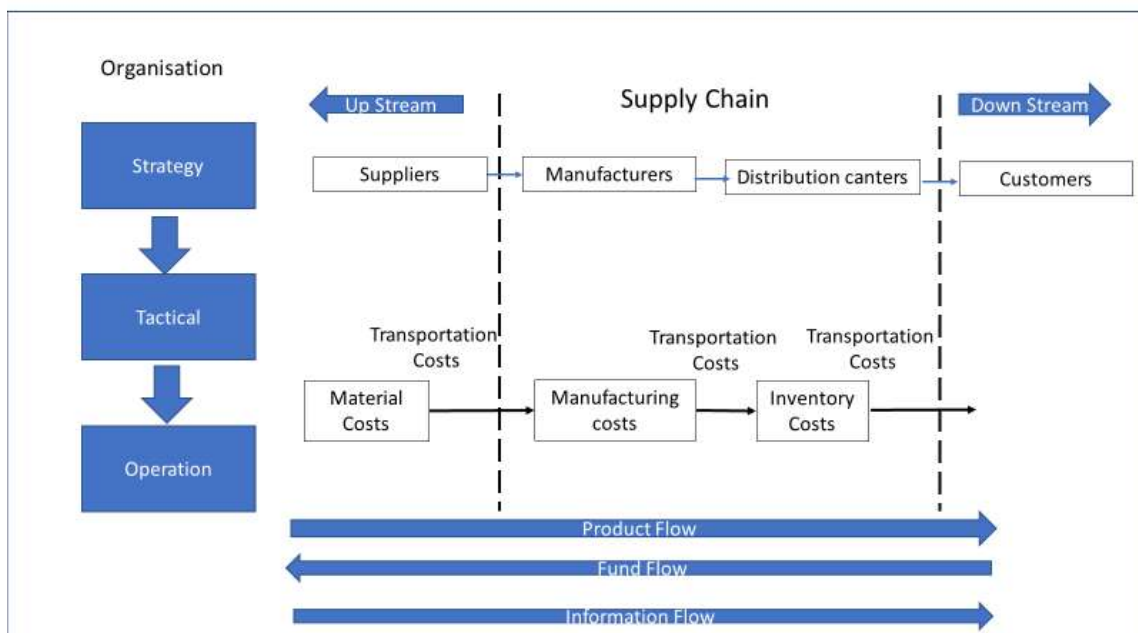 Organisation
Up Stream
Supply Chain
Down Stream
Strategy
Suppliers
Manufacturers
Distribution canters
Customers
Tactical
Transportation
Costs
Transportation
Costs
Transportation
Costs
Material
Costs
Manufacturing
costs
Inventory
Costs
Operation
Product Flow
Fund Flow
Information Flow